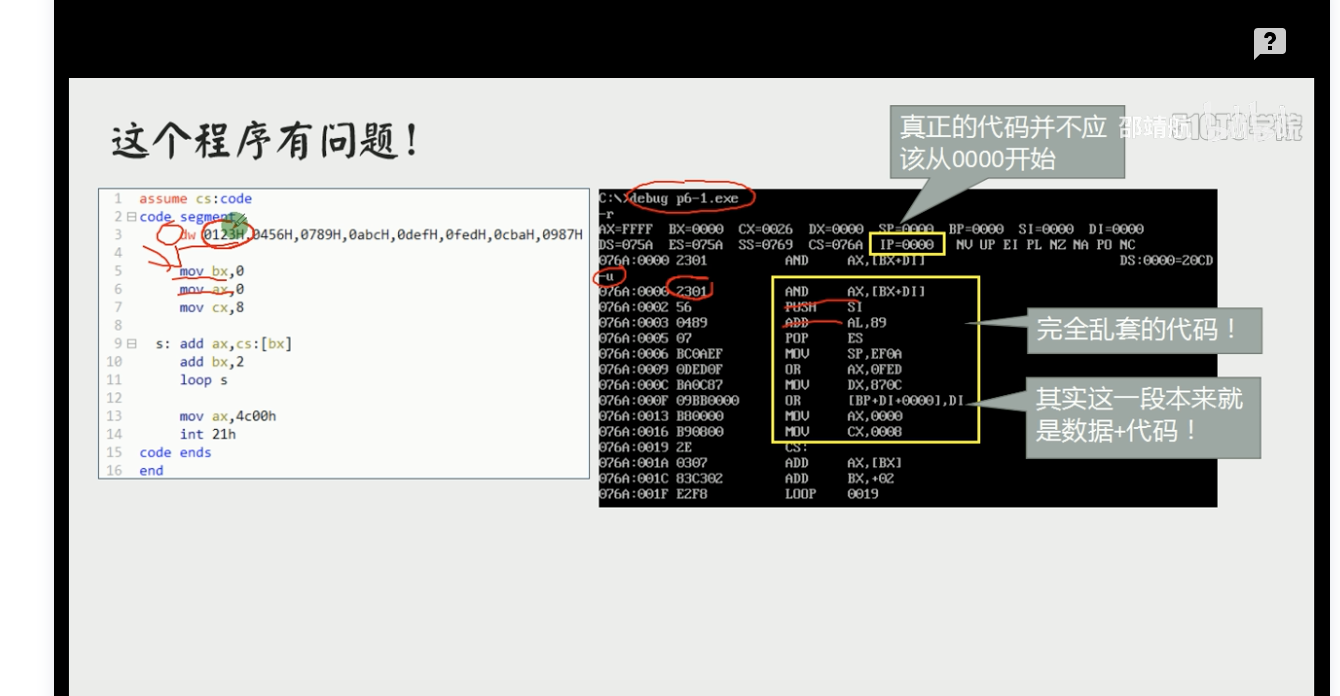 ?
这个程序有问题！
真正的代码并不应
该从0000开始
邵靖航
51CTO学院
1 assume cs:code
2 code segment
3 dw 0123H,0456H,0789H,0abcH,0defH,0fedH,0cbaH,0987H
4
5 mov bx,0
6 mov ax,0
7 mov cx,8
8
9 s: add ax,cs:[bx]
10 add bx,2
11 loop s
12
13 mov ax,4c00h
14 int 21h
15 code ends
16 end
C:\>debug p6-1.exe
-r
AX=FFFF BX=0000 CX=0026 DX=0000 SP=0000 BP=0000 SI=0000 DI=0000
DS=075A ES=075A SS=0769 CS=076A IP=0000 NV UP EI PL NZ NA PO NC
076A:0000 2301 AND AX,[BX+DI] DS:0000=20CD
-u
076A:0000 2301 AND AX,[BX+DI]
076A:0002 56 PUSH SI
076A:0003 0489 ADD AL,89
076A:0005 07 POP ES
076A:0006 BC0AEF MOV SP,EF0A
076A:0009 0DED0F OR AX,0FED
076A:000C BA0C87 MOV DX,870C
076A:000F 09BB0000 OR [BP+DI+0000],DI
076A:0013 B80000 MOV AX,0000
076A:0016 B90800 MOV CX,0008
076A:0019 2E CS:
076A:001A 0307 ADD AX,[BX]
076A:001C 83C302 ADD BX,+02
076A:001F E2F8 LOOP 0019
完全乱套的代码！
其实这一段本来就
是数据+代码！